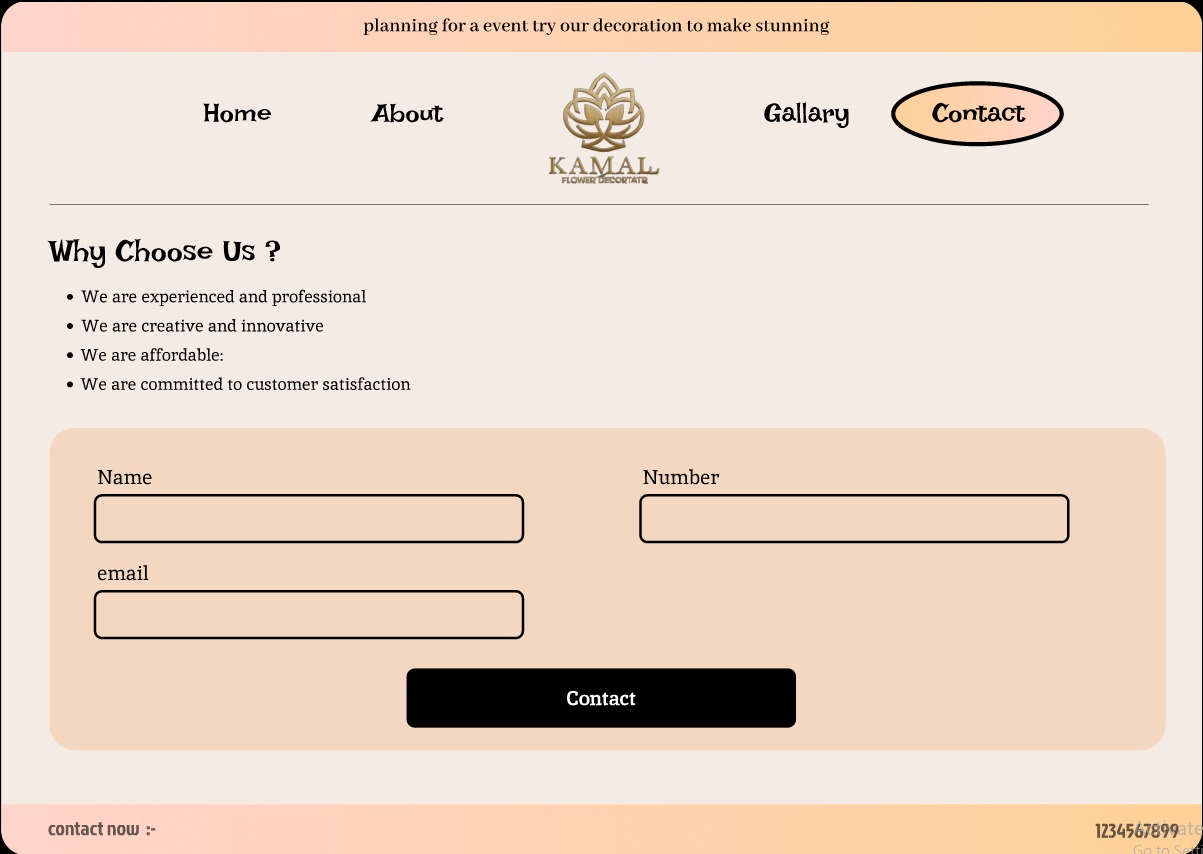 planning for a event try our decoration to make stunning
Home About Gallary Contact
KAMAL
FLOWER DECORTATR
Why Choose Us ?
• We are experienced and professional
• We are creative and innovative
• We are affordable:
• We are committed to customer satisfaction
Name Number
email
Contact
contact now :- 1234567899